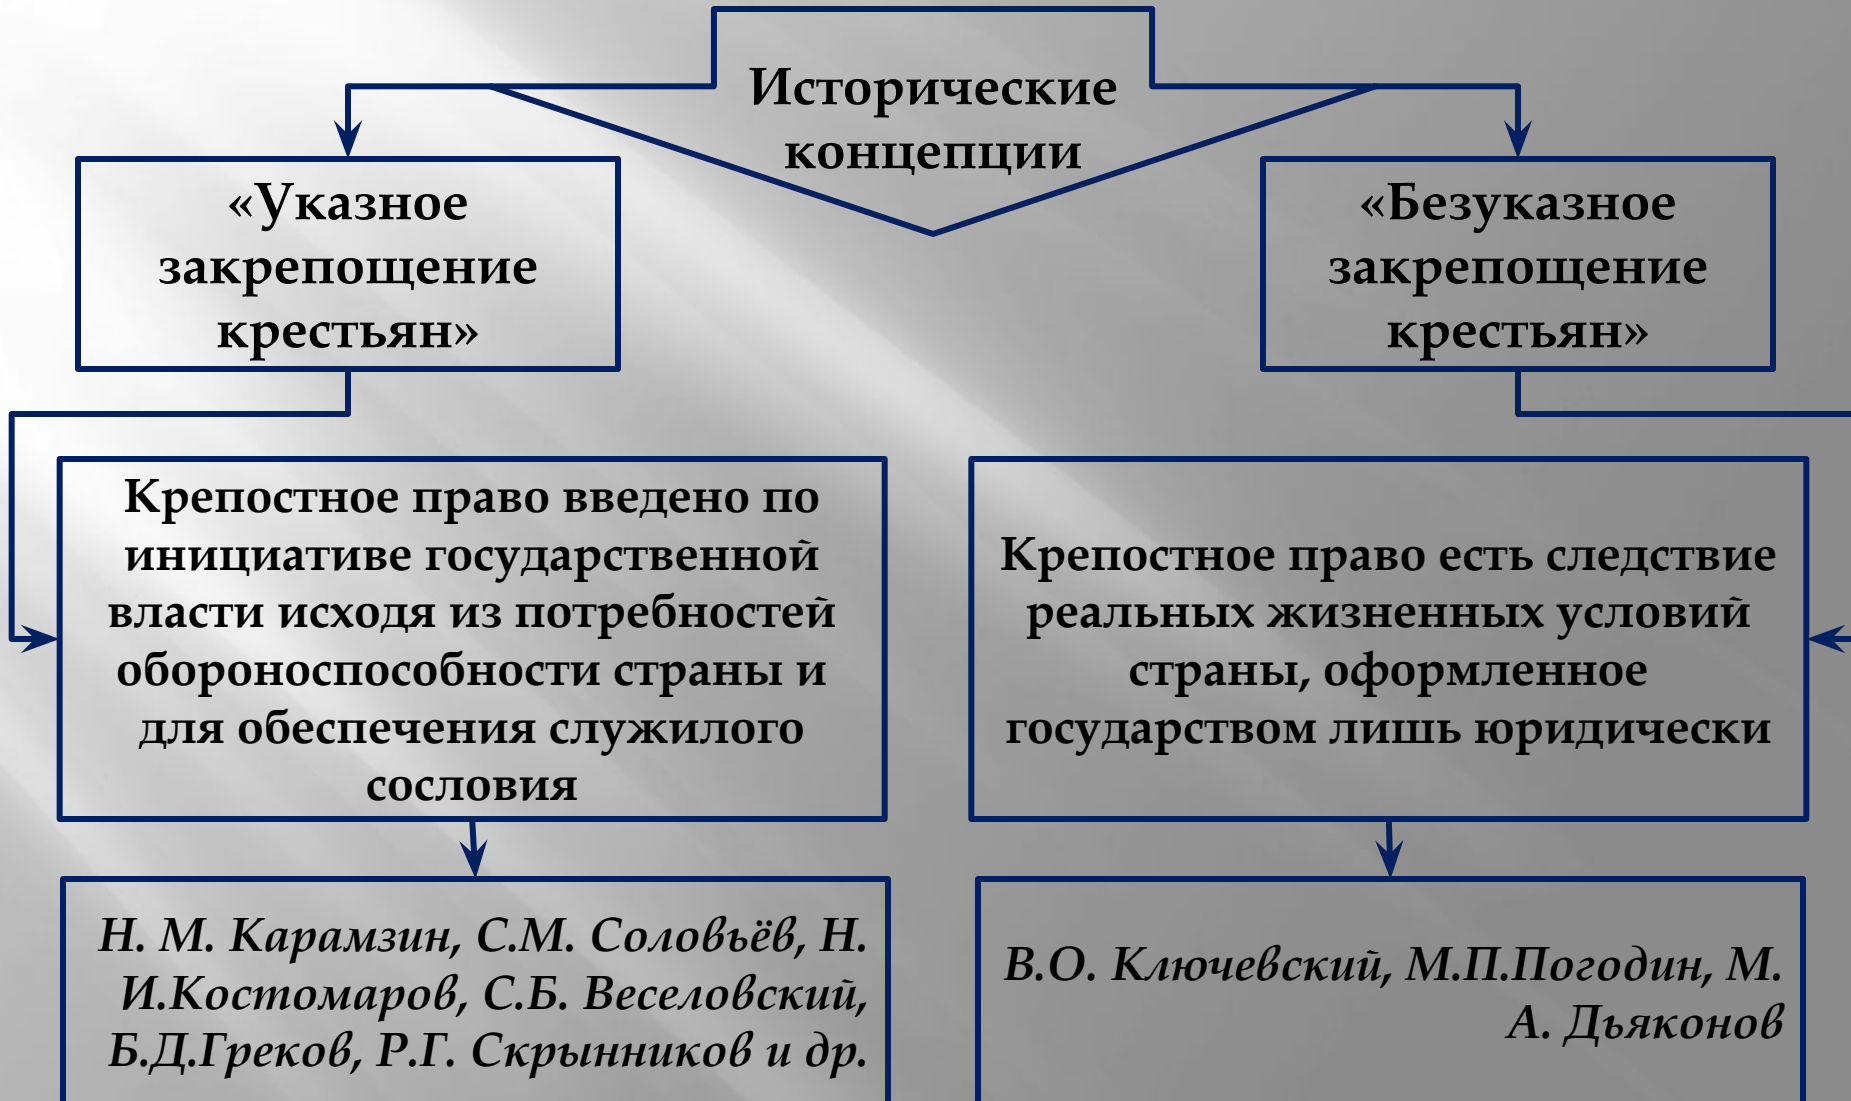 Исторические
концепции
«Указное
закрепощение
крестьян»
«Безуказное
закрепощение
крестьян»
Крепостное право введено по
инициативе государственной
власти исходя из потребностей
обороноспособности страны и
для обеспечения служилого
сословия
Крепостное право есть следствие
реальных жизненных условий
страны, оформленное
государством лишь юридически
Н. М. Карамзин, С.М. Соловьёв, Н.
И.Костомаров, С.Б. Веселовский,
Б.Д.Греков, Р.Г. Скрынников и др.
В.О. Ключевский, М.П.Погодин, М.
А. Дьяконов